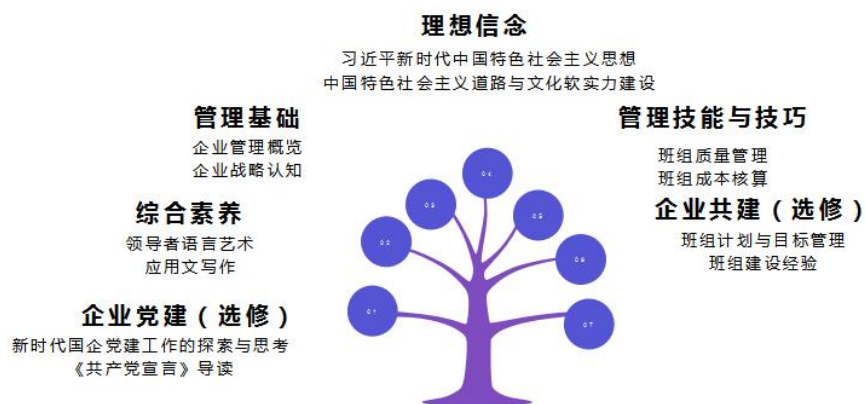 理想信念
习近平新时代中国特色社会主义思想
中国特色社会主义道路与文化软实力建设
管理基础
企业管理概览
企业战略认知
管理技能与技巧
班组质量管理
班组成本核算
综合素养
领导者语言艺术
应用文写作
企业共建（选修）
班组计划与目标管理
班组建设经验
企业党建（选修）
新时代国企党建工作的探索与思考
《共产党宣言》导读
04
03
05
02
06
01
07